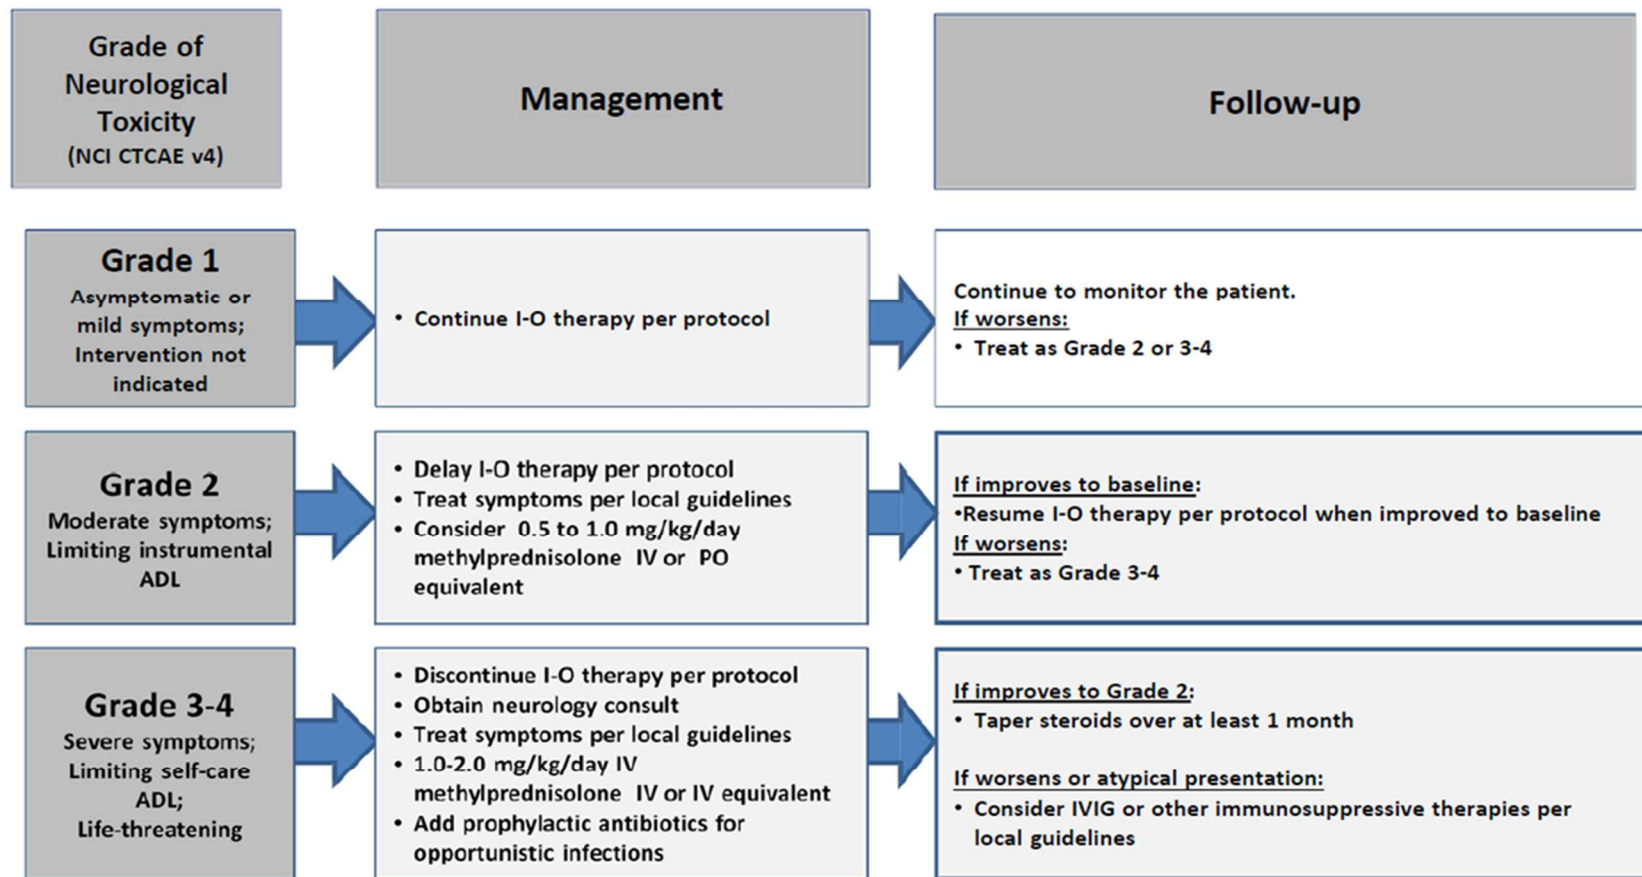 Grade of
Neurological
Toxicity
(NCI CTCAE v4)
Management
Follow-up
Grade 1
Asymptomatic or
mild symptoms;
Intervention not
indicated
• Continue I-O therapy per protocol
Continue to monitor the patient.
If worsens:
• Treat as Grade 2 or 3-4
Grade 2
Moderate symptoms;
Limiting instrumental
ADL
• Delay I-O therapy per protocol
• Treat symptoms per local guidelines
• Consider 0.5 to 1.0 mg/kg/day
methylprednisolone IV or PO
equivalent
If improves to baseline:
•Resume I-O therapy per protocol when improved to baseline
If worsens:
• Treat as Grade 3-4
Grade 3-4
Severe symptoms;
Limiting self-care
ADL;
Life-threatening
• Discontinue I-O therapy per protocol
• Obtain neurology consult
• Treat symptoms per local guidelines
• 1.0-2.0 mg/kg/day IV
methylprednisolone IV or IV equivalent
• Add prophylactic antibiotics for
opportunistic infections
If improves to Grade 2:
• Taper steroids over at least 1 month
If worsens or atypical presentation:
• Consider IVIG or other immunosuppressive therapies per
local guidelines